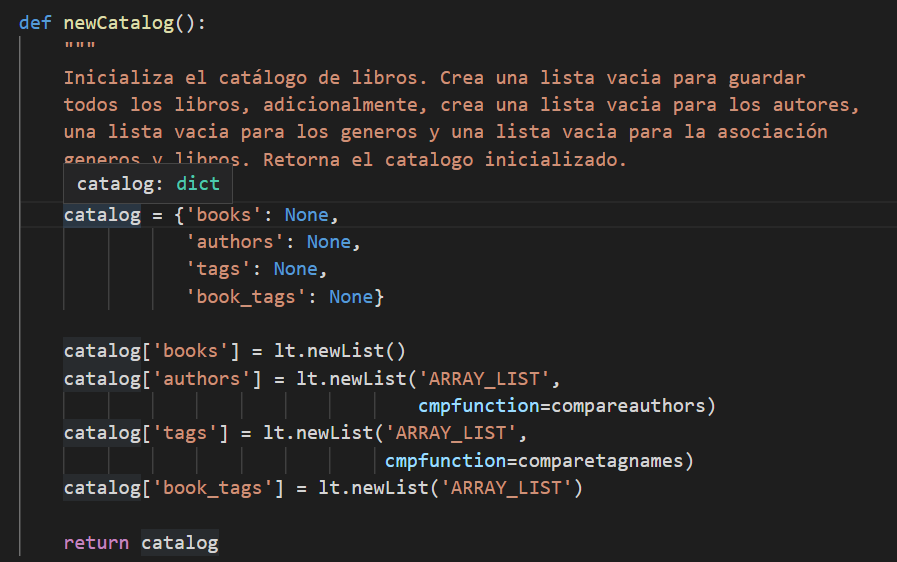 def newCatalog():
"""
Inicializa el catálogo de libros. Crea una lista vacia para guardar
todos los libros, adicionalmente, crea una lista vacia para los autores,
una lista vacia para los generos y una lista vacia para la asociación
generos y libros. Retorna el catalogo inicializado.
catalog: dict
catalog = {'books': None,
'authors': None,
'tags': None,
'book_tags': None}
catalog['books'] = lt.newList()
catalog['authors'] = lt.newList('ARRAY_LIST',
cmpfunction=compareauthors)
catalog['tags'] = lt.newList('ARRAY_LIST',
cmpfunction=comparetagnames)
catalog['book_tags'] = lt.newList('ARRAY_LIST')
return catalog